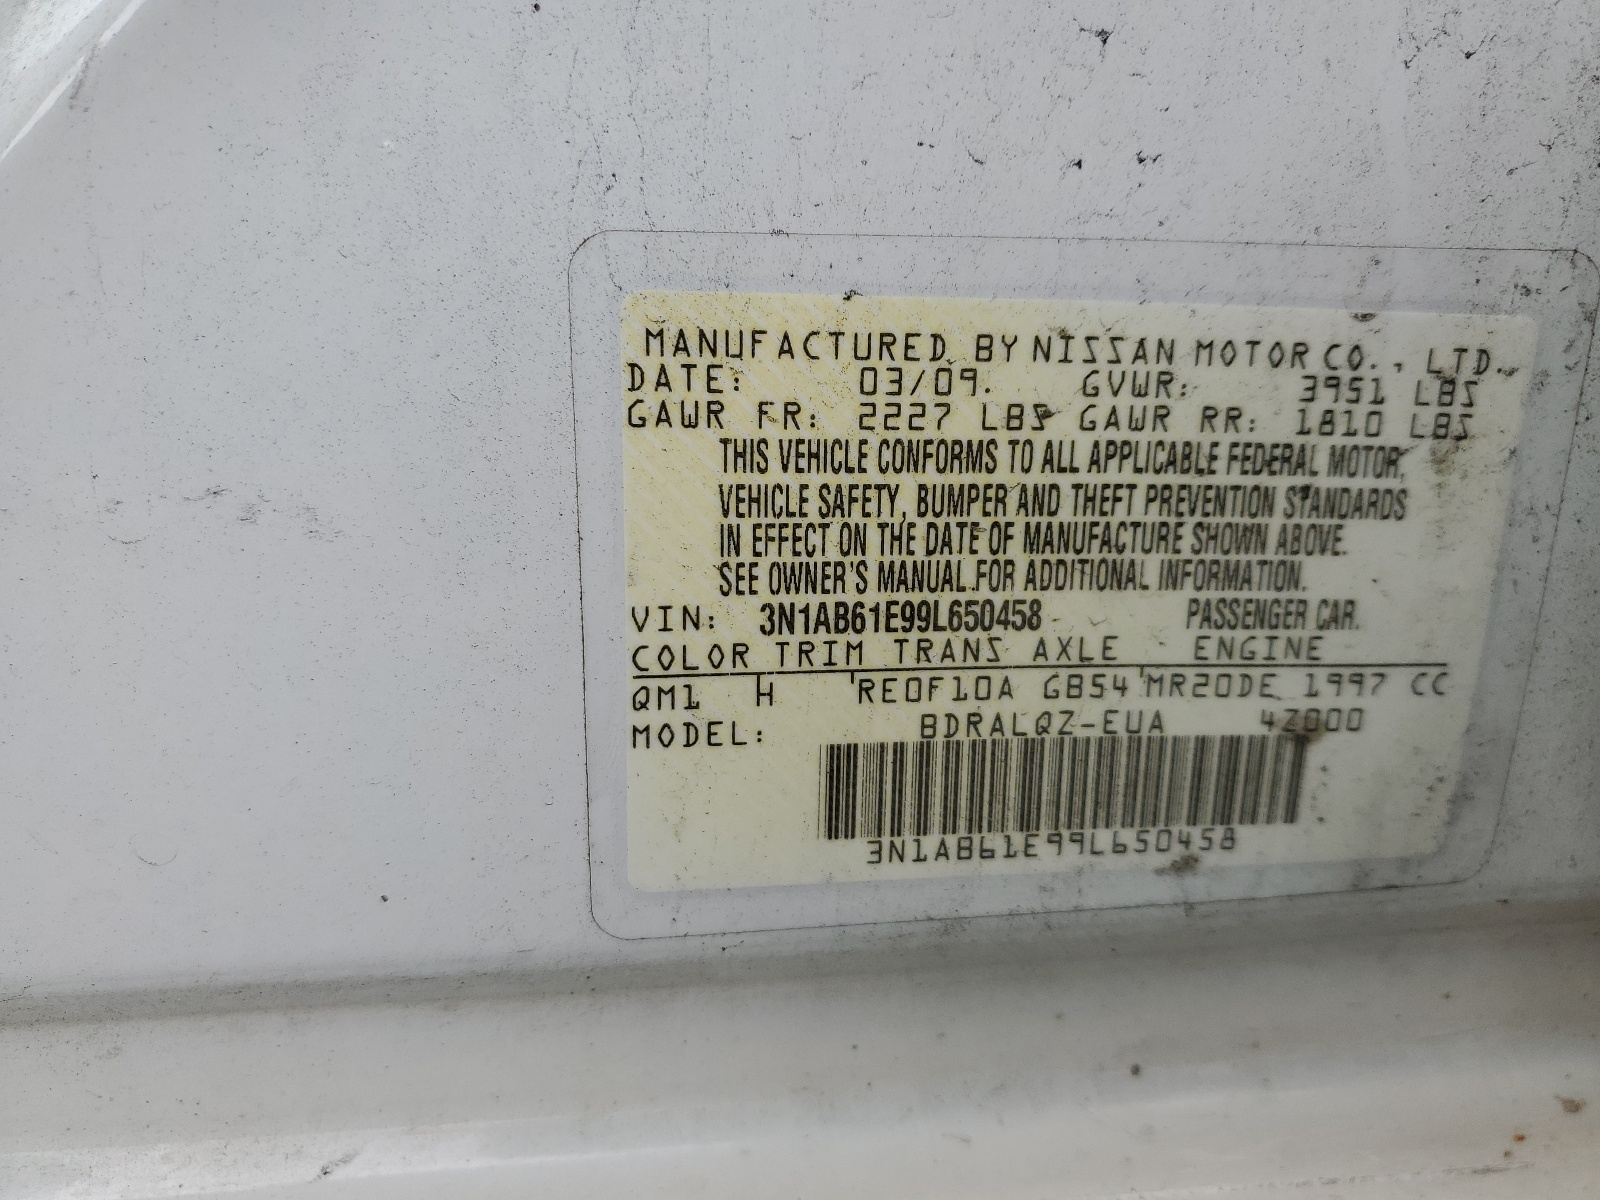 MANUFACTURED BY NISSAN MOTOR CO., LTD.
DATE: 03/09. GVWR: 3951 LBS
GAWR FR: 2227 LBS GAWR RR: 1810 LBS
THIS VEHICLE CONFORMS TO ALL APPLICABLE FEDERAL MOTOR,
VEHICLE SAFETY, BUMPER AND THEFT PREVENTION STANDARDS
IN EFFECT ON THE DATE OF MANUFACTURE SHOWN ABOVE.
SEE OWNER'S MANUAL FOR ADDITIONAL INFORMATION.
VIN: 3N1AB61E99L650458 PASSENGER CAR.
COLOR TRIM TRANS AXLE ENGINE
QM1 H RE0F10A GB54 MR20DE 1997 CC
MODEL: BDRALQZ-EUA 4Z000
3N1AB61E99L650458